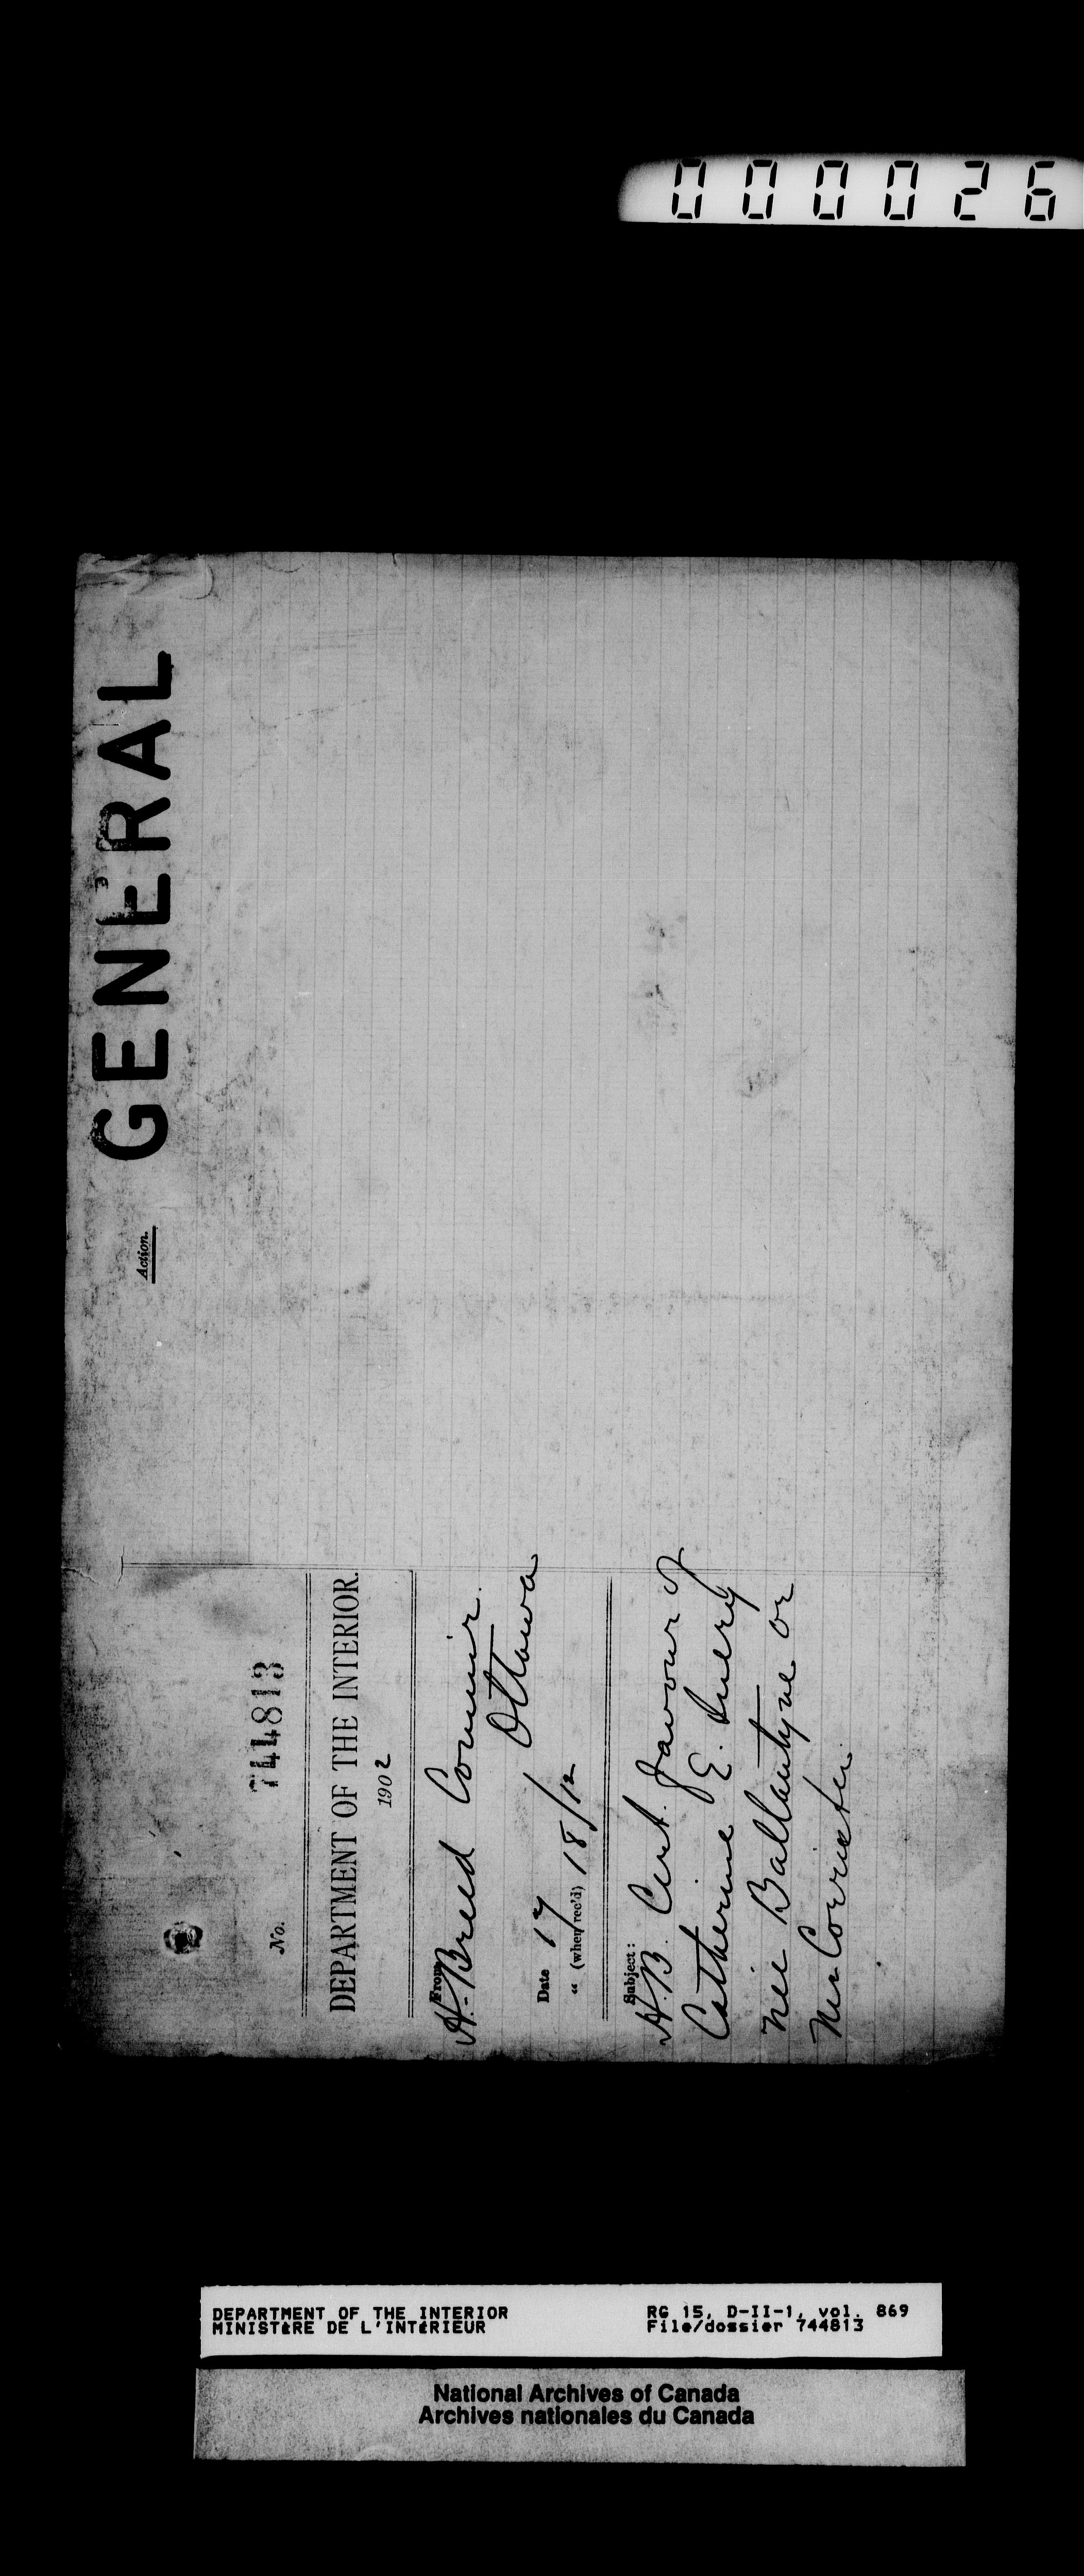 000026
GENERAL
Action.
No. 744813
DEPARTMENT OF THE INTERIOR.
1902
From
H.-Breed Commr.
Ottawa
Date 17/
" (when rec'd) 18/12
Subject:
H.B. Cert. favour of
Catherine E.
née Ballantyne or
McCorrister.
DEPARTMENT OF THE INTERIOR
MINISTÈRE DE L'INTÉRIEUR
RG 15, D-II-1, vol. 869
File/dossier 744813
National Archives of Canada
Archives nationales du Canada